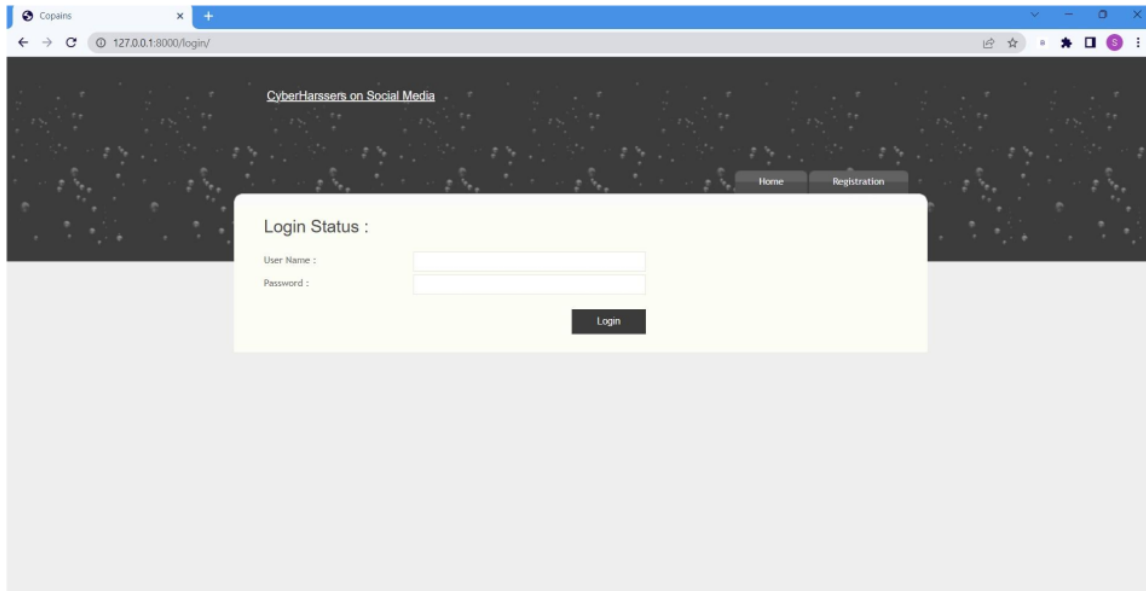 Copains
127.0.0.1:8000/login/
S
CyberHarssers on Social Media
Home Registration
Login Status :
User Name :
Password :
Login